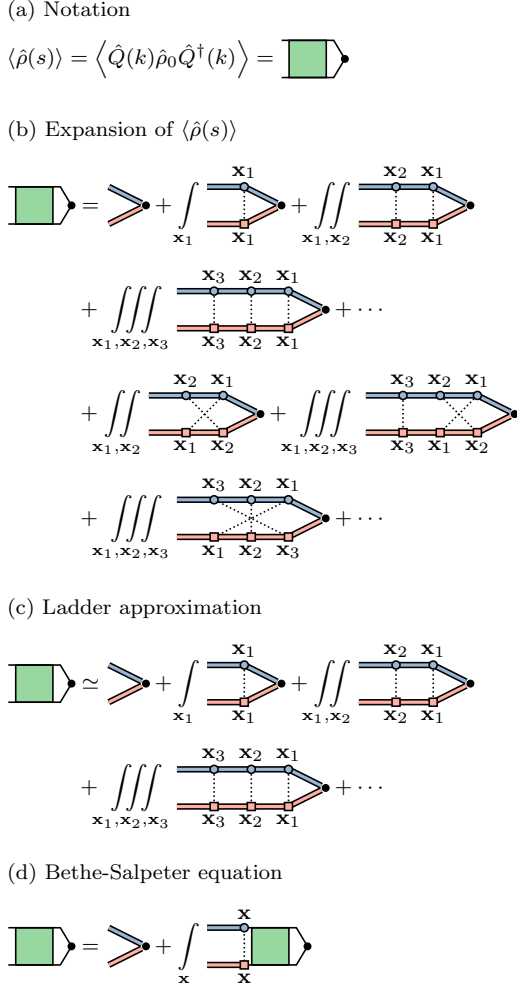 (a) Notation
⟨ρ̂(s)⟩ = ⟨Q̂(k)ρ̂₀Q̂†(k)⟩ =
(b) Expansion of ⟨ρ̂(s)⟩
x₁ x₂ x₁
= + ∫ + ∬
x₁ x₁ x₁,x₂ x₂ x₁
x₃ x₂ x₁
+ ∭ + ···
x₁,x₂,x₃ x₃ x₂ x₁
x₂ x₁ x₃ x₂ x₁
+ ∬ + ∭
x₁,x₂ x₁ x₂ x₁,x₂,x₃ x₃ x₁ x₂
x₃ x₂ x₁
+ ∭ + ···
x₁,x₂,x₃ x₁ x₂ x₃
(c) Ladder approximation
x₁ x₂ x₁
≃ + ∫ + ∬
x₁ x₁ x₁,x₂ x₂ x₁
x₃ x₂ x₁
+ ∭ + ···
x₁,x₂,x₃ x₃ x₂ x₁
(d) Bethe-Salpeter equation
x
= + ∫
x x